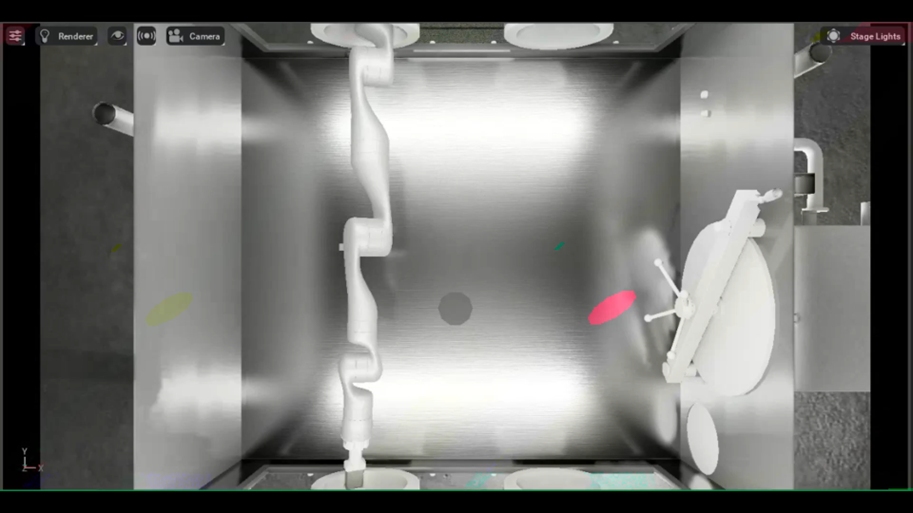 Renderer
Camera
Stage Lights
Y
Z X